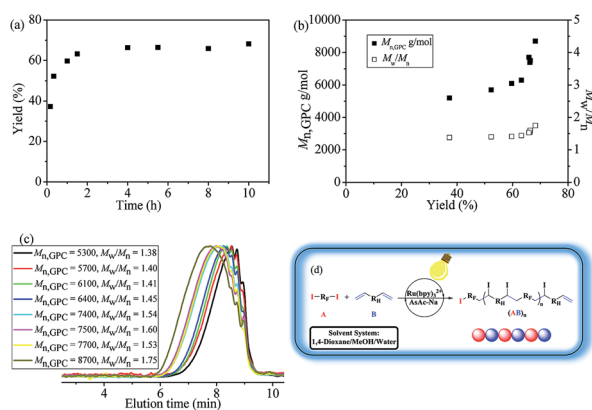 (a)
80
60
40
20
0
Yield (%)
0 2 4 6 8 10
Time (h)
(b)
10000
8000
6000
4000
2000
0
Mn,GPC g/mol
5
4
3
2
1
0
Mw/Mn
Mn,GPC g/mol
Mw/Mn
0 20 40 60 80
Yield (%)
(c)
Mn,GPC = 5300, Mw/Mn = 1.38
Mn,GPC = 5700, Mw/Mn = 1.40
Mn,GPC = 6100, Mw/Mn = 1.41
Mn,GPC = 6400, Mw/Mn = 1.45
Mn,GPC = 7400, Mw/Mn = 1.54
Mn,GPC = 7500, Mw/Mn = 1.60
Mn,GPC = 7700, Mw/Mn = 1.53
Mn,GPC = 8700, Mw/Mn = 1.75
4 6 8 10
Elution time (min)
(d)
I-RF-I + RH
A B
Ru(bpy)3 2+
AsAc-Na
I RF RH I RF n RH I
(AB)n
Solvent System:
1,4-Dioxane/MeOH/Water